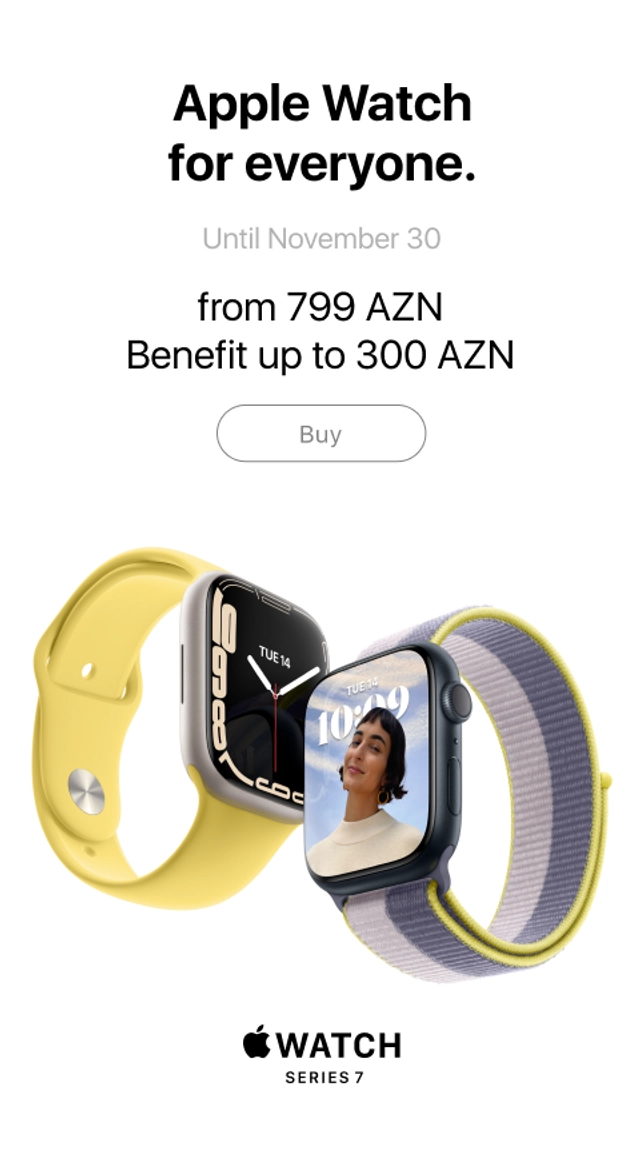 Apple Watch
for everyone.
Until November 30
from 799 AZN
Benefit up to 300 AZN
Buy
TUE 14
TUE 14
10:09
WATCH
SERIES 7